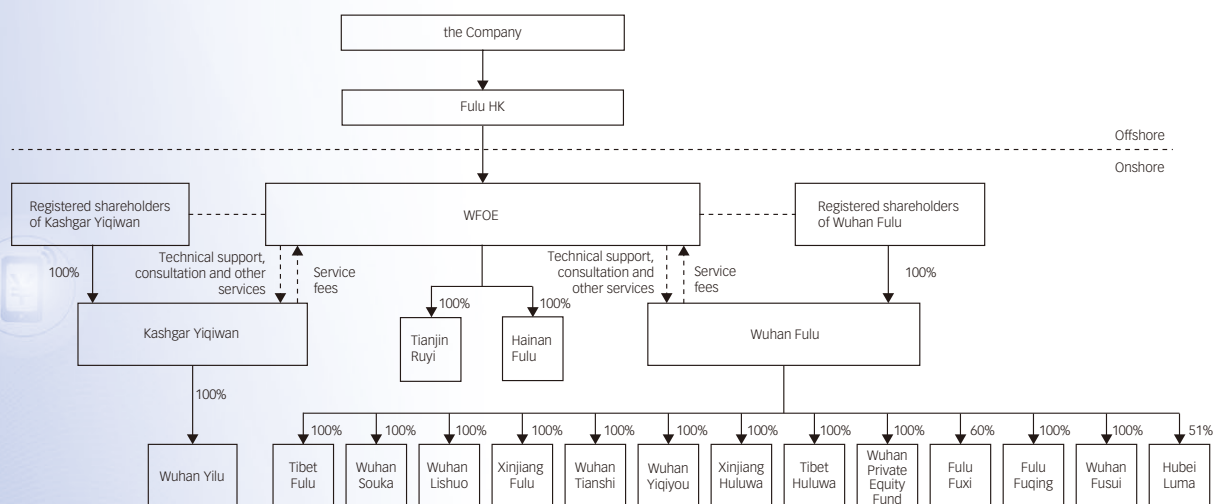 the Company
Fulu HK
Offshore
Onshore
Registered shareholders
of Kashgar Yiqiwan
WFOE
Registered shareholders
of Wuhan Fulu
100%
Technical support,
consultation and other
services
Service
fees
Technical support,
consultation and
other services
Service
fees
100%
100%
100%
Kashgar Yiqiwan
Tianjin
Ruyi
Hainan
Fulu
Wuhan Fulu
100%
100%
100%
100%
100%
100%
100%
100%
100%
100%
60%
100%
100%
51%
Wuhan Yilu
Tibet
Fulu
Wuhan
Souka
Wuhan
Lishuo
Xinjiang
Fulu
Wuhan
Tianshi
Wuhan
Yiqiyou
Xinjiang
Huluwa
Tibet
Huluwa
Wuhan
Private
Equity
Fund
Fulu
Fuxi
Fulu
Fuqing
Wuhan
Fusui
Hubei
Luma